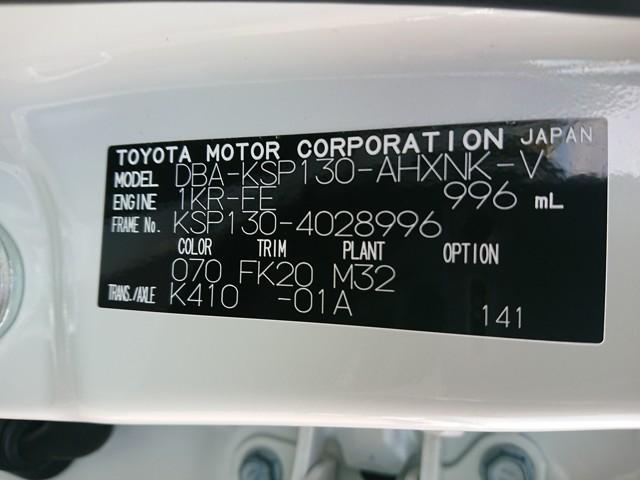 TOYOTA MOTOR CORPORATION JAPAN
MODEL DBA-KSP130-AHXNK-V
ENGINE 1KR-FE 996 mL
FRAME No. KSP130-4028996
COLOR TRIM PLANT OPTION
070 FK20 M32
TRANS./AXLE K410 -01A
141